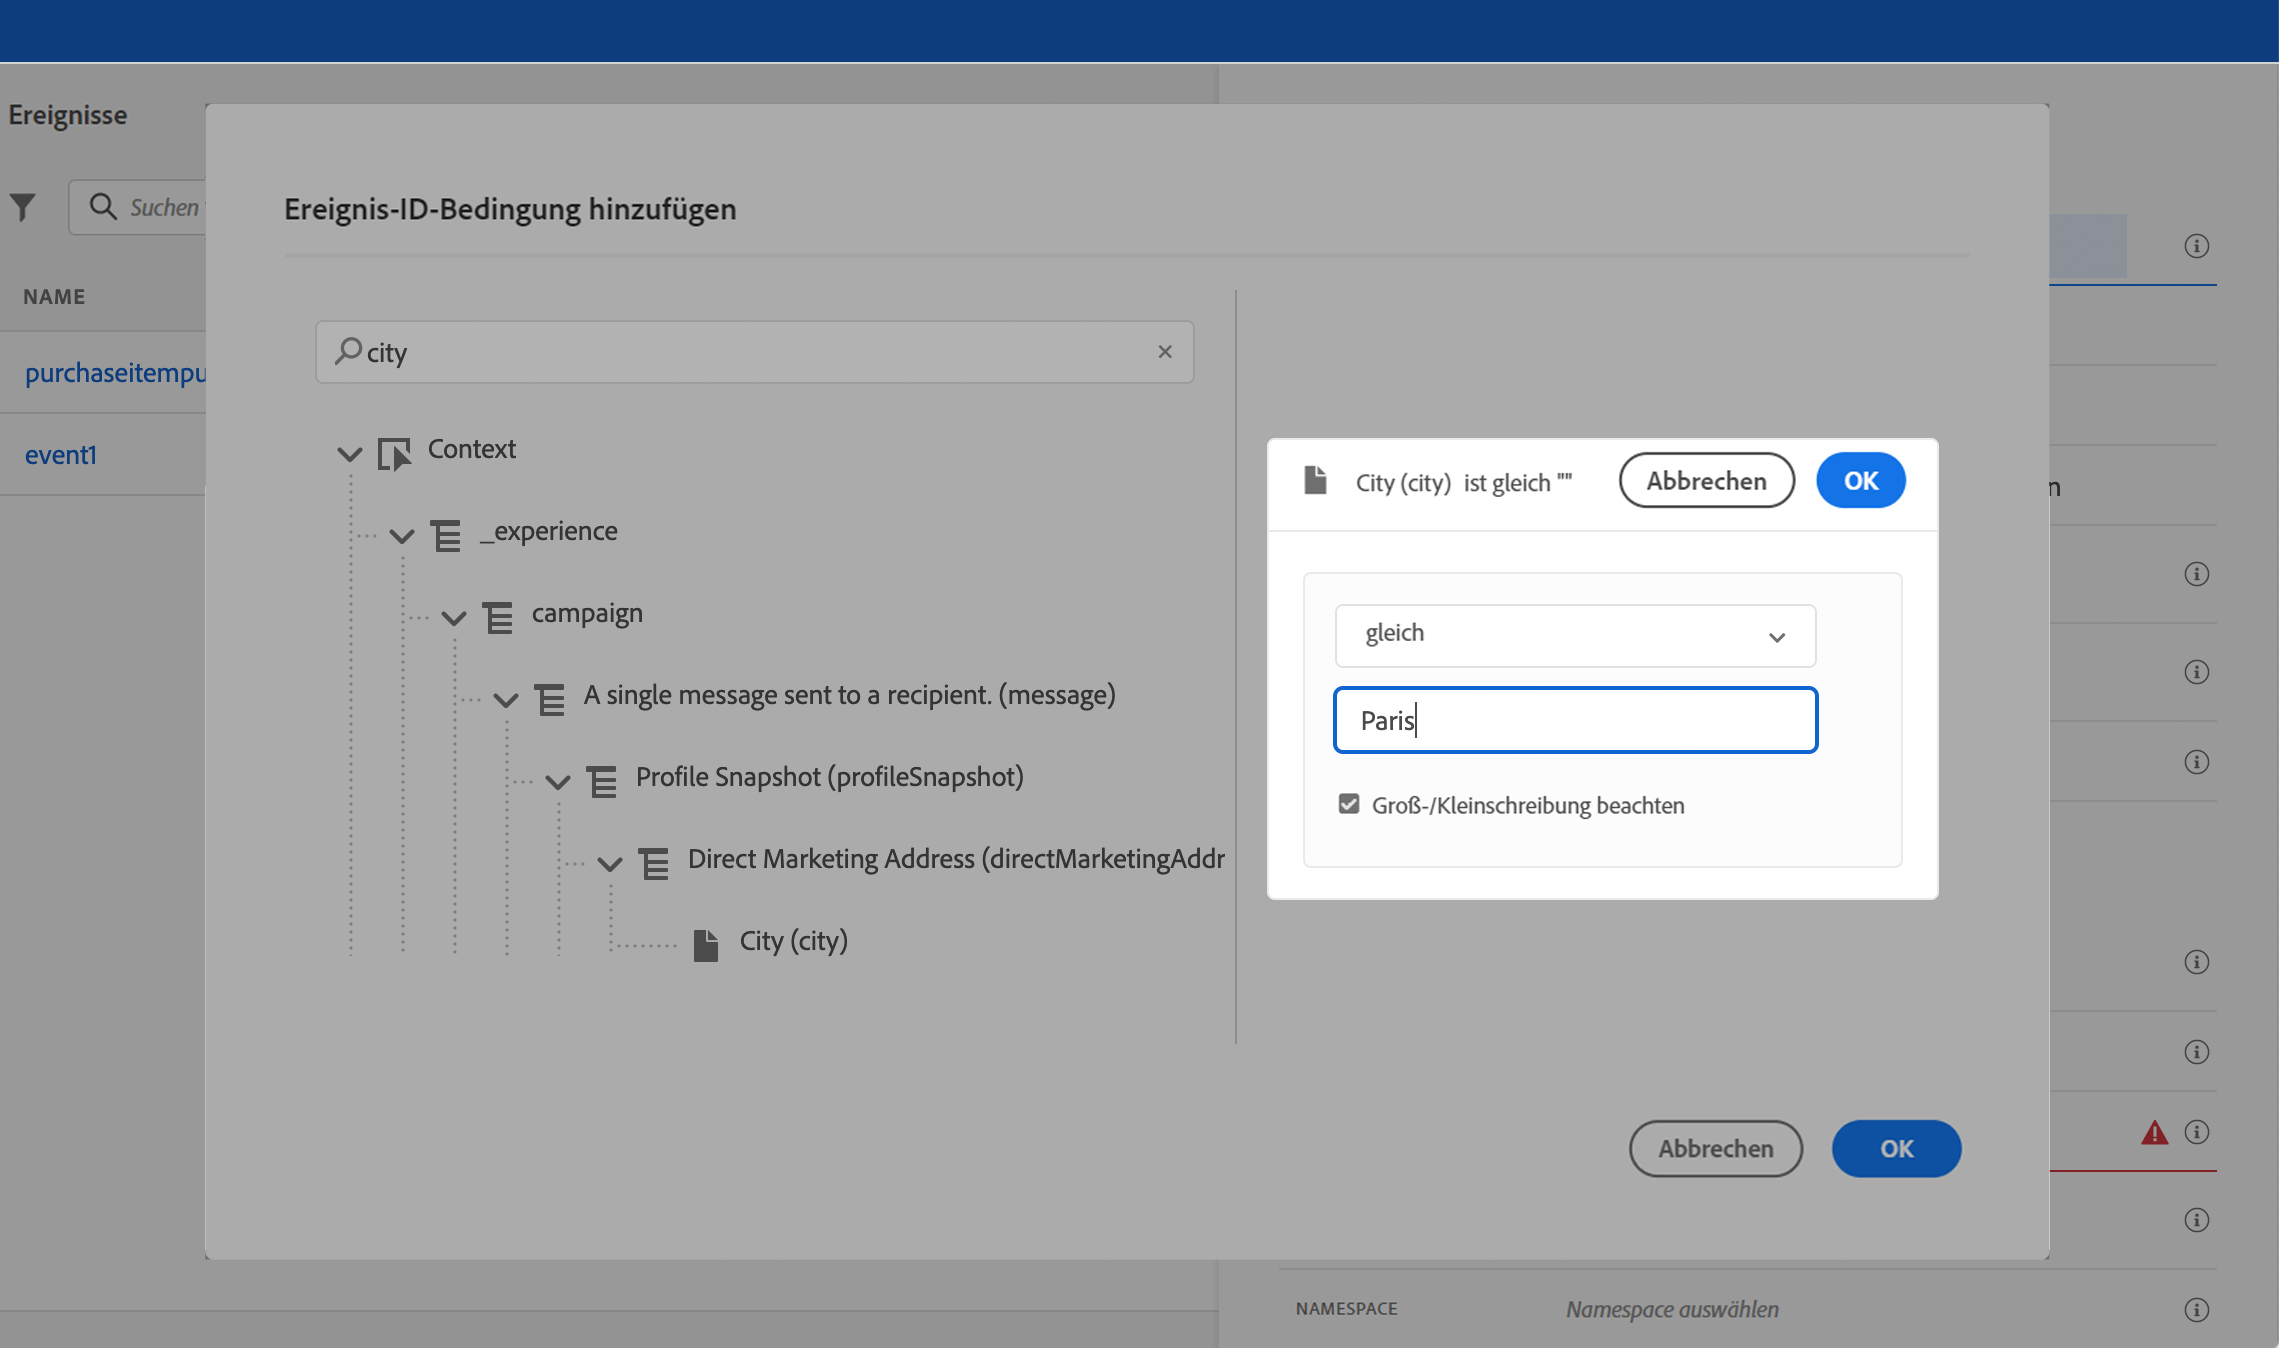 Ereignisse
Suchen
NAME
purchaseitempu
event1
Ereignis-ID-Bedingung hinzufügen
city
Context
_experience
campaign
A single message sent to a recipient. (message)
Profile Snapshot (profileSnapshot)
Direct Marketing Address (directMarketingAddr
City (city)
City (city) ist gleich "" Abbrechen OK
gleich
Paris
Groß-/Kleinschreibung beachten
Abbrechen OK
n
NAMESPACE Namespace auswählen